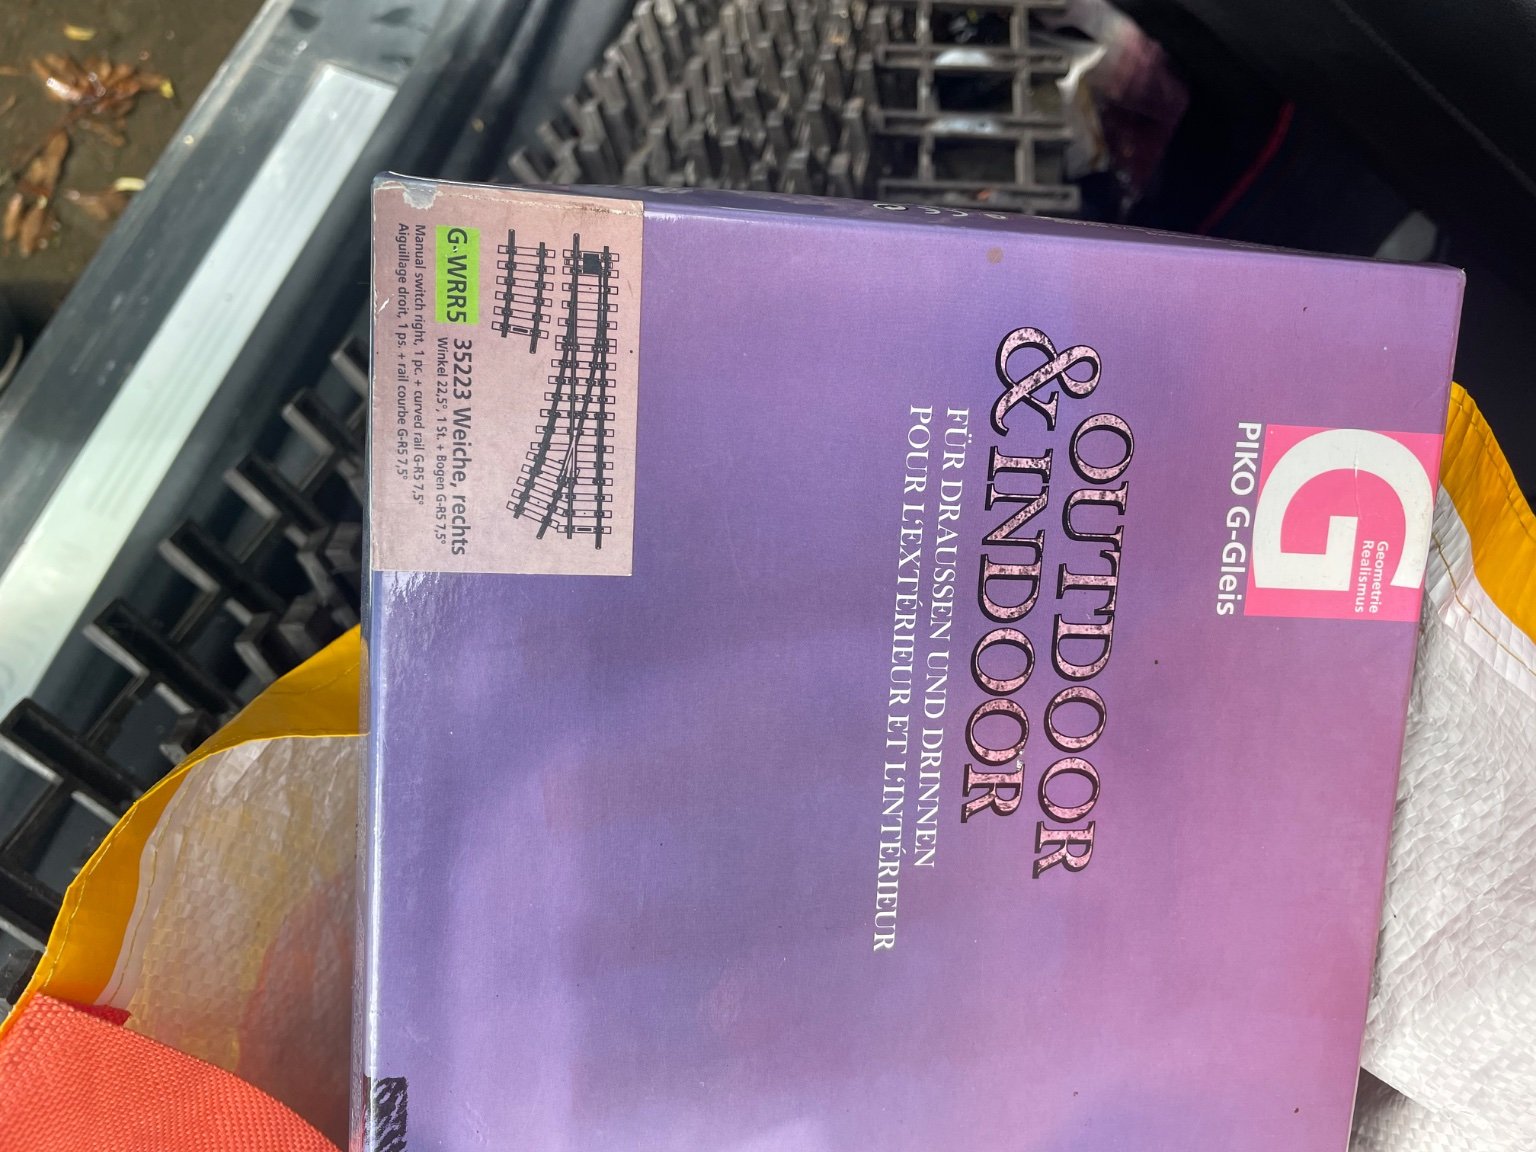 G
Geometrie
Realismus
PIKO G-Gleis
OUTDOOR
& INDOOR
FÜR DRAUSSEN UND DRINNEN
POUR L'EXTÉRIEUR ET L'INTÉRIEUR
G-WRR5 35223 Weiche, rechts
Winkel 22,5°, 1 St. + Bogen G-R5 7,5°
Manual switch right, 1 pc. + curved rail G-R5 7,5°
Aiguillage droit, 1 ps. + rail courbe G-R5 7,5°